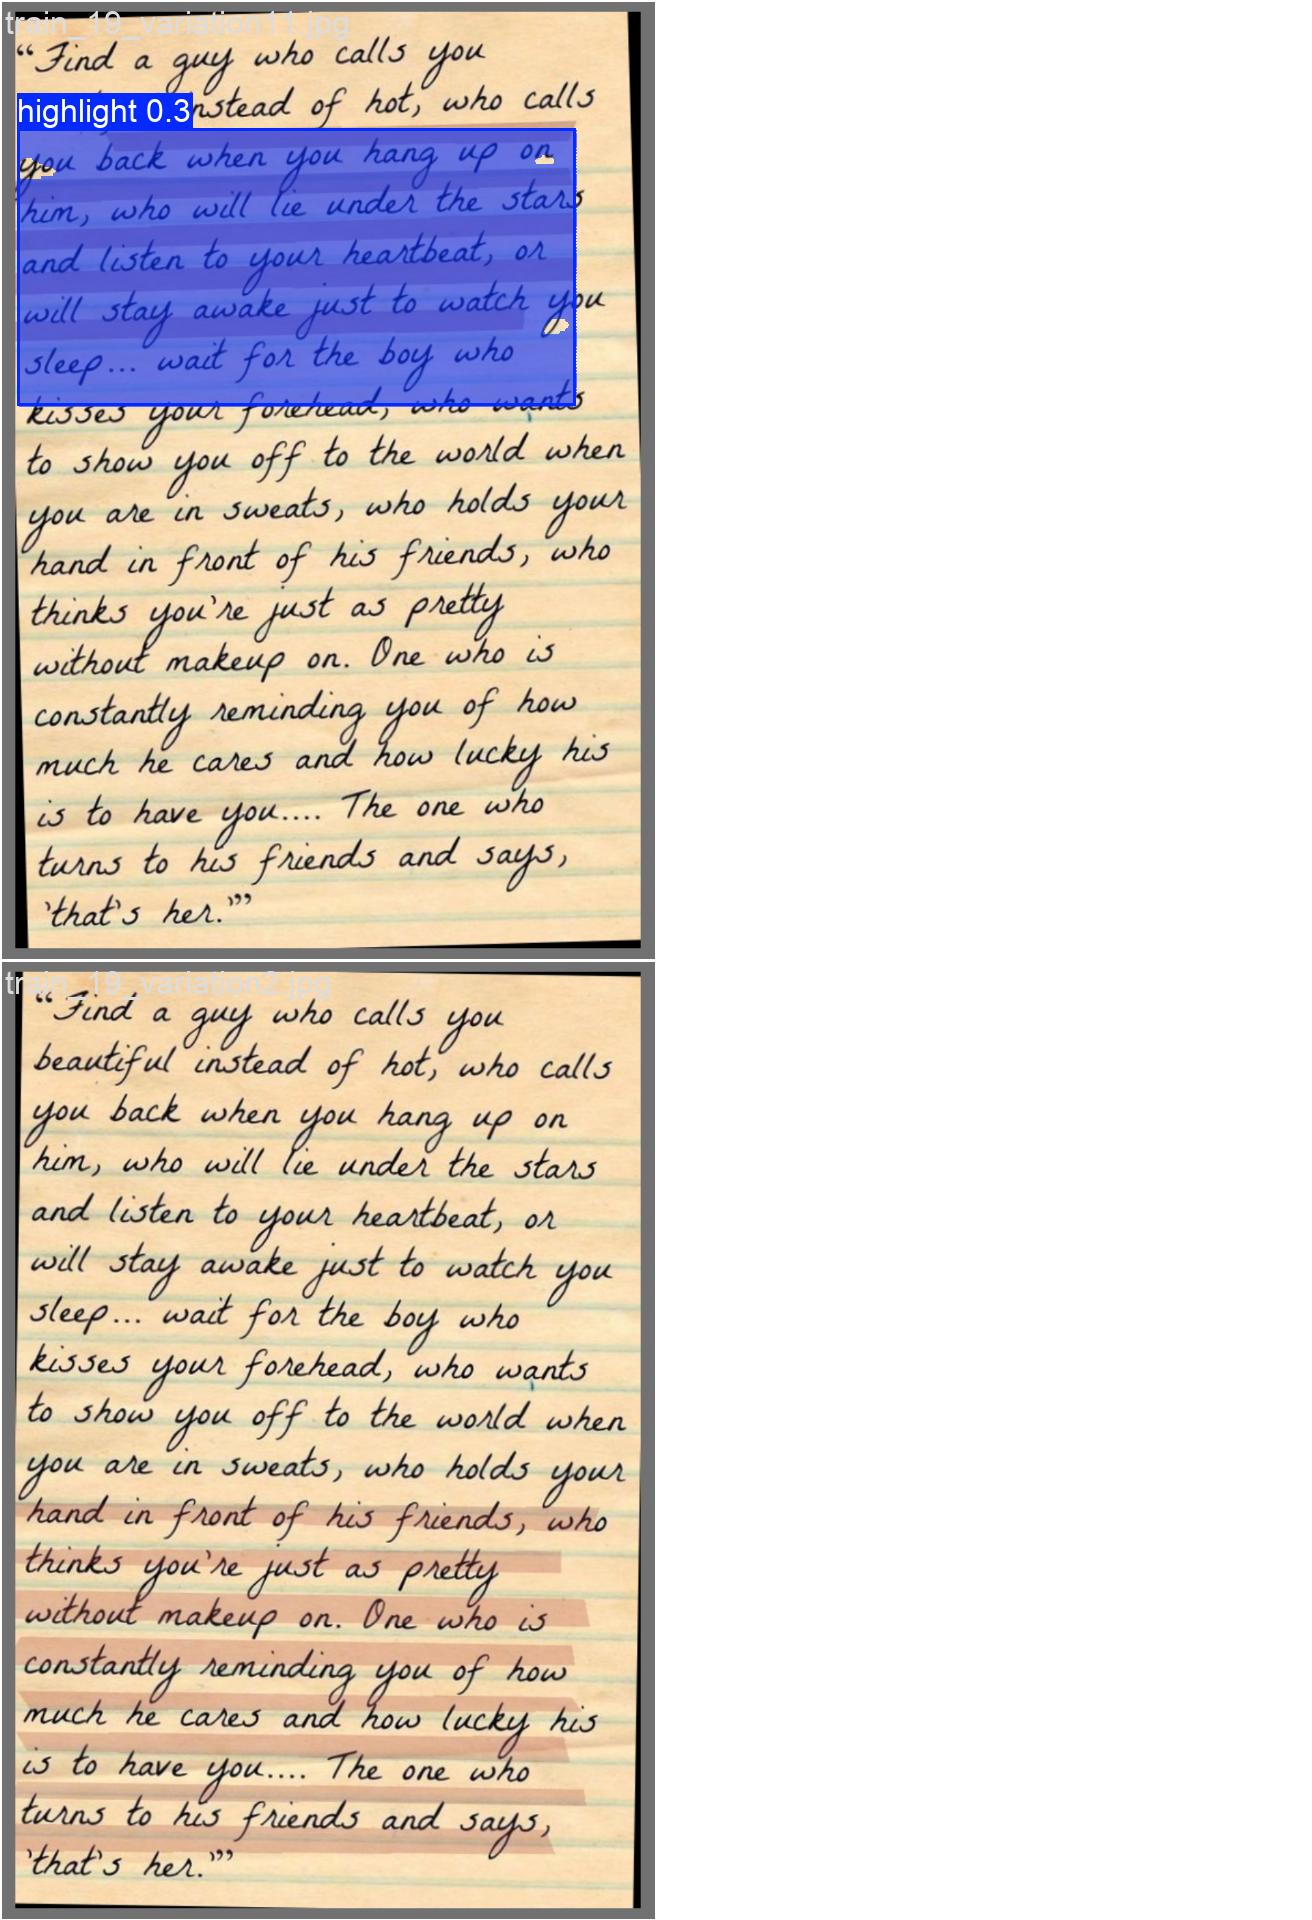 train_19_variation11.jpg
“Find a guy who calls you
highlight 0.3
instead of hot, who calls
you back when you hang up on
him, who will lie under the stars
and listen to your heartbeat, or
will stay awake just to watch you
sleep... wait for the boy who
kisses your forehead, who wants
to show you off to the world when
you are in sweats, who holds your
hand in front of his friends, who
thinks you're just as pretty
without makeup on. One who is
constantly reminding you of how
much he cares and how lucky his
is to have you.... The one who
turns to his friends and says,
'that's her.'”
train_19_variation2.jpg
“Find a guy who calls you
beautiful instead of hot, who calls
you back when you hang up on
him, who will lie under the stars
and listen to your heartbeat, or
will stay awake just to watch you
sleep... wait for the boy who
kisses your forehead, who wants
to show you off to the world when
you are in sweats, who holds your
hand in front of his friends, who
thinks you're just as pretty
without makeup on. One who is
constantly reminding you of how
much he cares and how lucky his
is to have you.... The one who
turns to his friends and says,
'that's her.'”